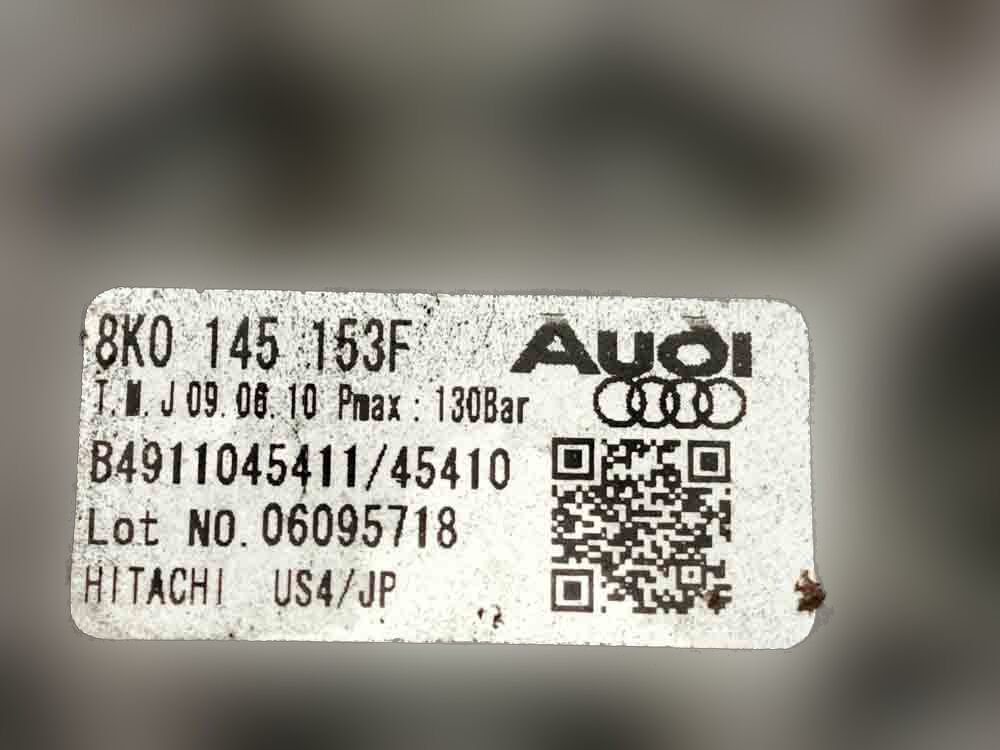 8K0 145 153F
Audi
T.M.J 09.06.10 Pmax : 130Bar
B4911045411/45410
Lot NO. 06095718
HITACHI US4/JP